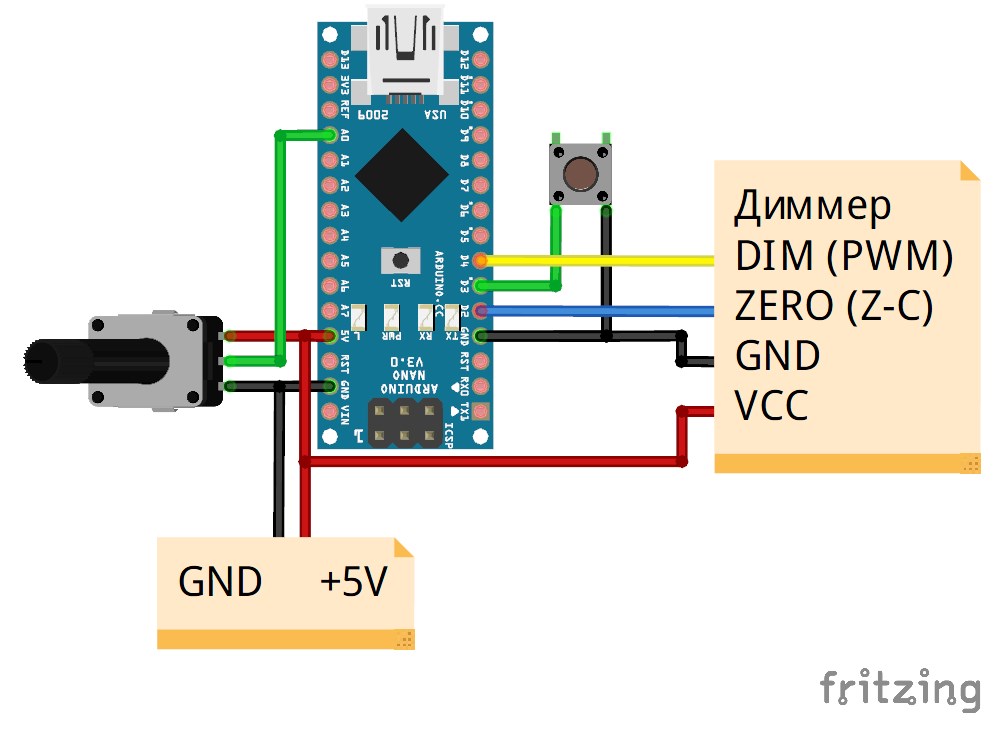 D13
3V3
REF
A0
A1
A2
A3
A4
A5
A6
A7
5V
RST
GND
VIN
D12
D11
D10
D9
D8
D7
D6
D5
D4
D3
D2
GND
RST
RX0
TX1
2009
USA
RST
ARDUINO.CC
L
PWR
RX
TX
ARDUINO
NANO
V3.0
ICSP
1
Диммер
DIM (PWM)
ZERO (Z-C)
GND
VCC
GND +5V
fritzing